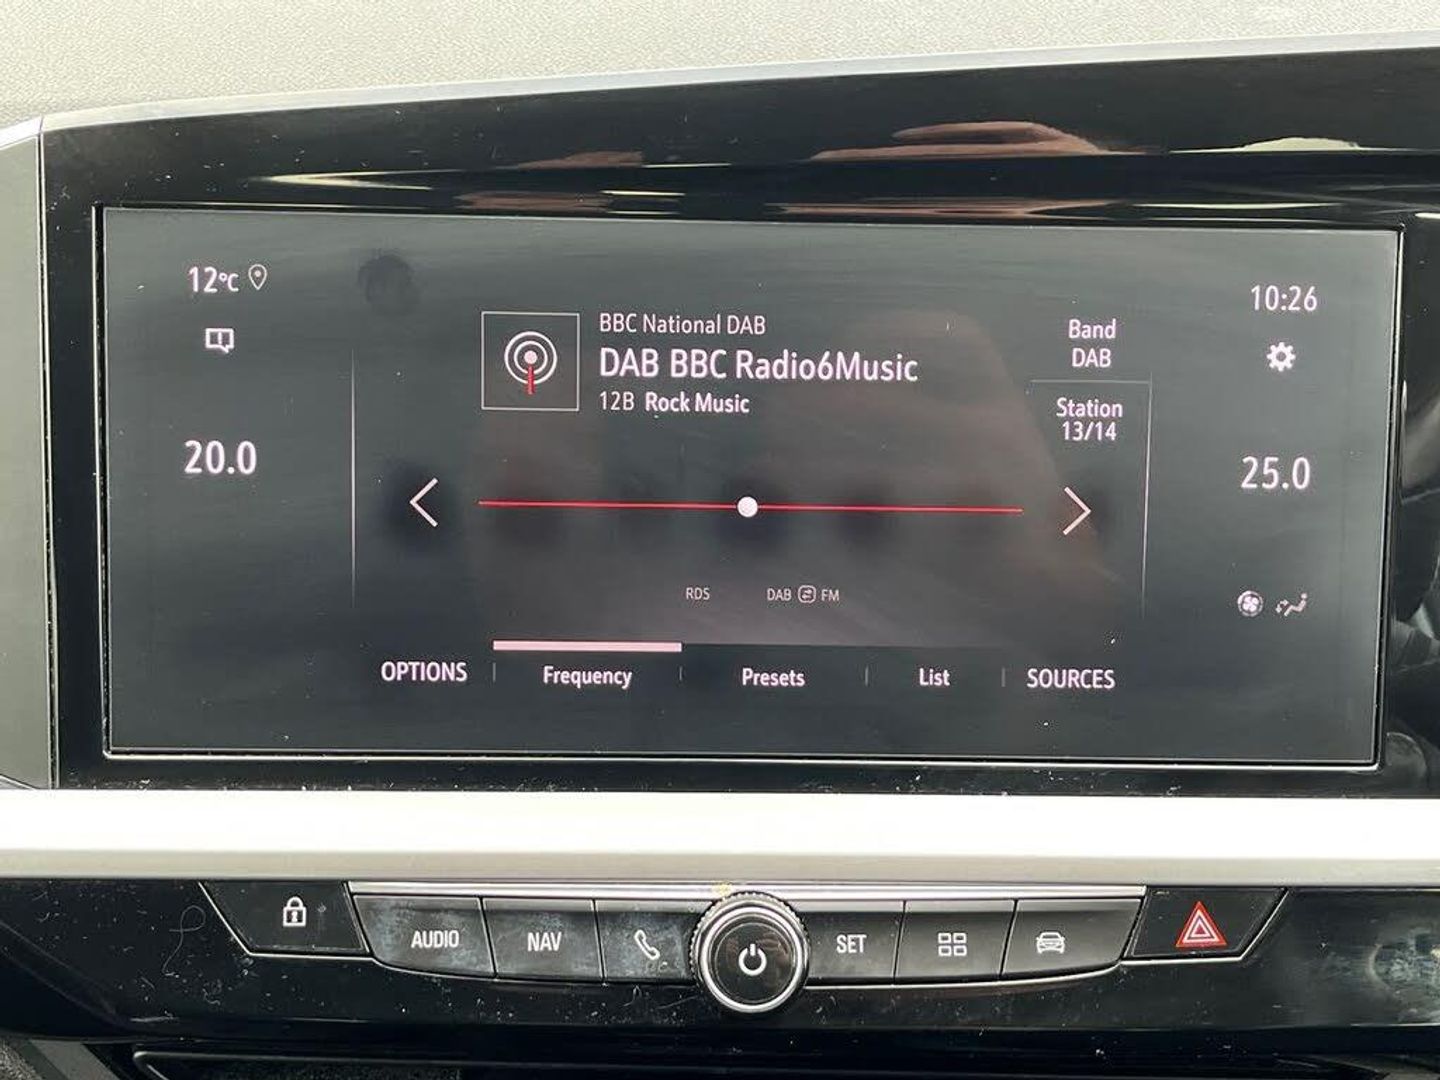 12°C
10:26
BBC National DAB
DAB BBC Radio6Music
12B Rock Music
Band
DAB
Station
13/14
20.0
25.0
RDS
DAB FM
OPTIONS
Frequency
Presets
List
SOURCES
AUDIO
NAV
SET